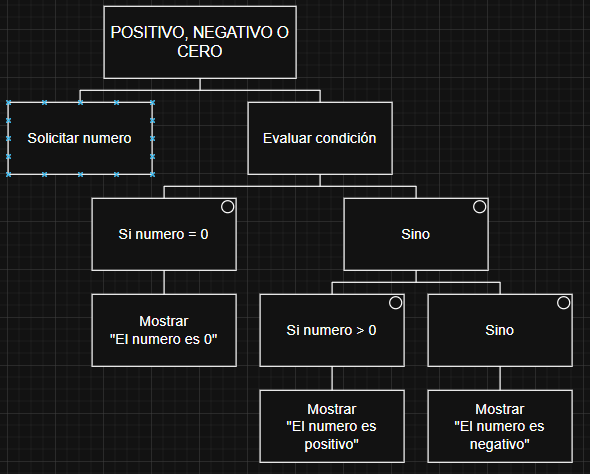 POSITIVO, NEGATIVO O
CERO
Solicitar numero
Evaluar condición
Si numero = 0
Sino
Mostrar
"El numero es 0"
Si numero > 0
Sino
Mostrar
"El numero es
positivo"
Mostrar
"El numero es
negativo"